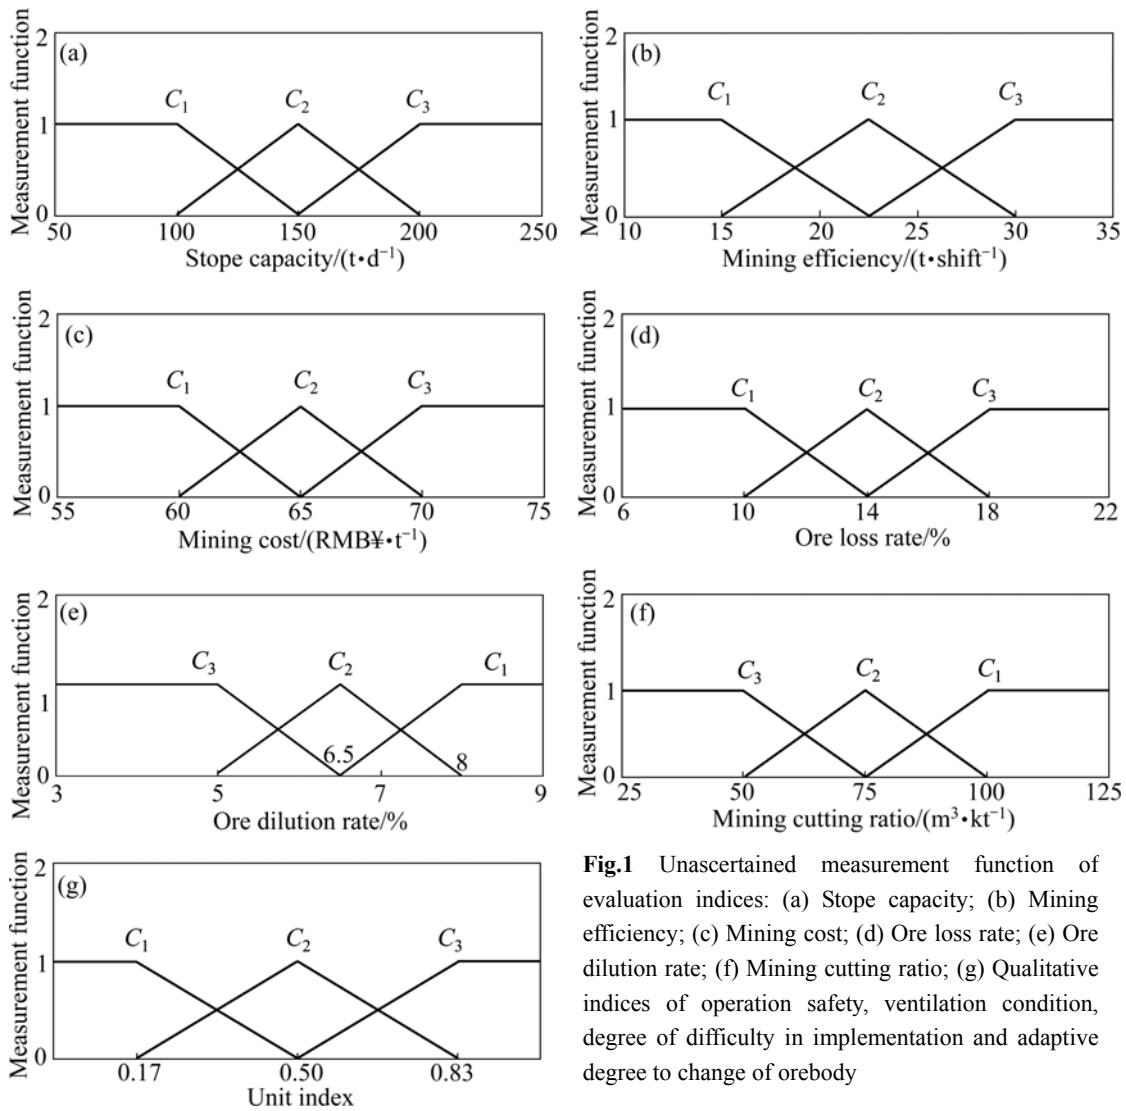 Measurement function
2
1
0
(a)
C₁ C₂ C₃
50 100 150 200 250
Stope capacity/(t•d⁻¹)
Measurement function
2
1
0
(b)
C₁ C₂ C₃
10 15 20 25 30 35
Mining efficiency/(t•shift⁻¹)
Measurement function
2
1
0
(c)
C₁ C₂ C₃
55 60 65 70 75
Mining cost/(RMB¥•t⁻¹)
Measurement function
2
1
0
(d)
C₁ C₂ C₃
6 10 14 18 22
Ore loss rate/%
Measurement function
2
1
0
(e)
C₃ C₂ C₁
6.5 8
3 5 7 9
Ore dilution rate/%
Measurement function
2
1
0
(f)
C₃ C₂ C₁
25 50 75 100 125
Mining cutting ratio/(m³•kt⁻¹)
Measurement function
2
1
0
(g)
C₁ C₂ C₃
0.17 0.50 0.83
Unit index
Fig.1 Unascertained measurement function of
evaluation indices: (a) Stope capacity; (b) Mining
efficiency; (c) Mining cost; (d) Ore loss rate; (e) Ore
dilution rate; (f) Mining cutting ratio; (g) Qualitative
indices of operation safety, ventilation condition,
degree of difficulty in implementation and adaptive
degree to change of orebody